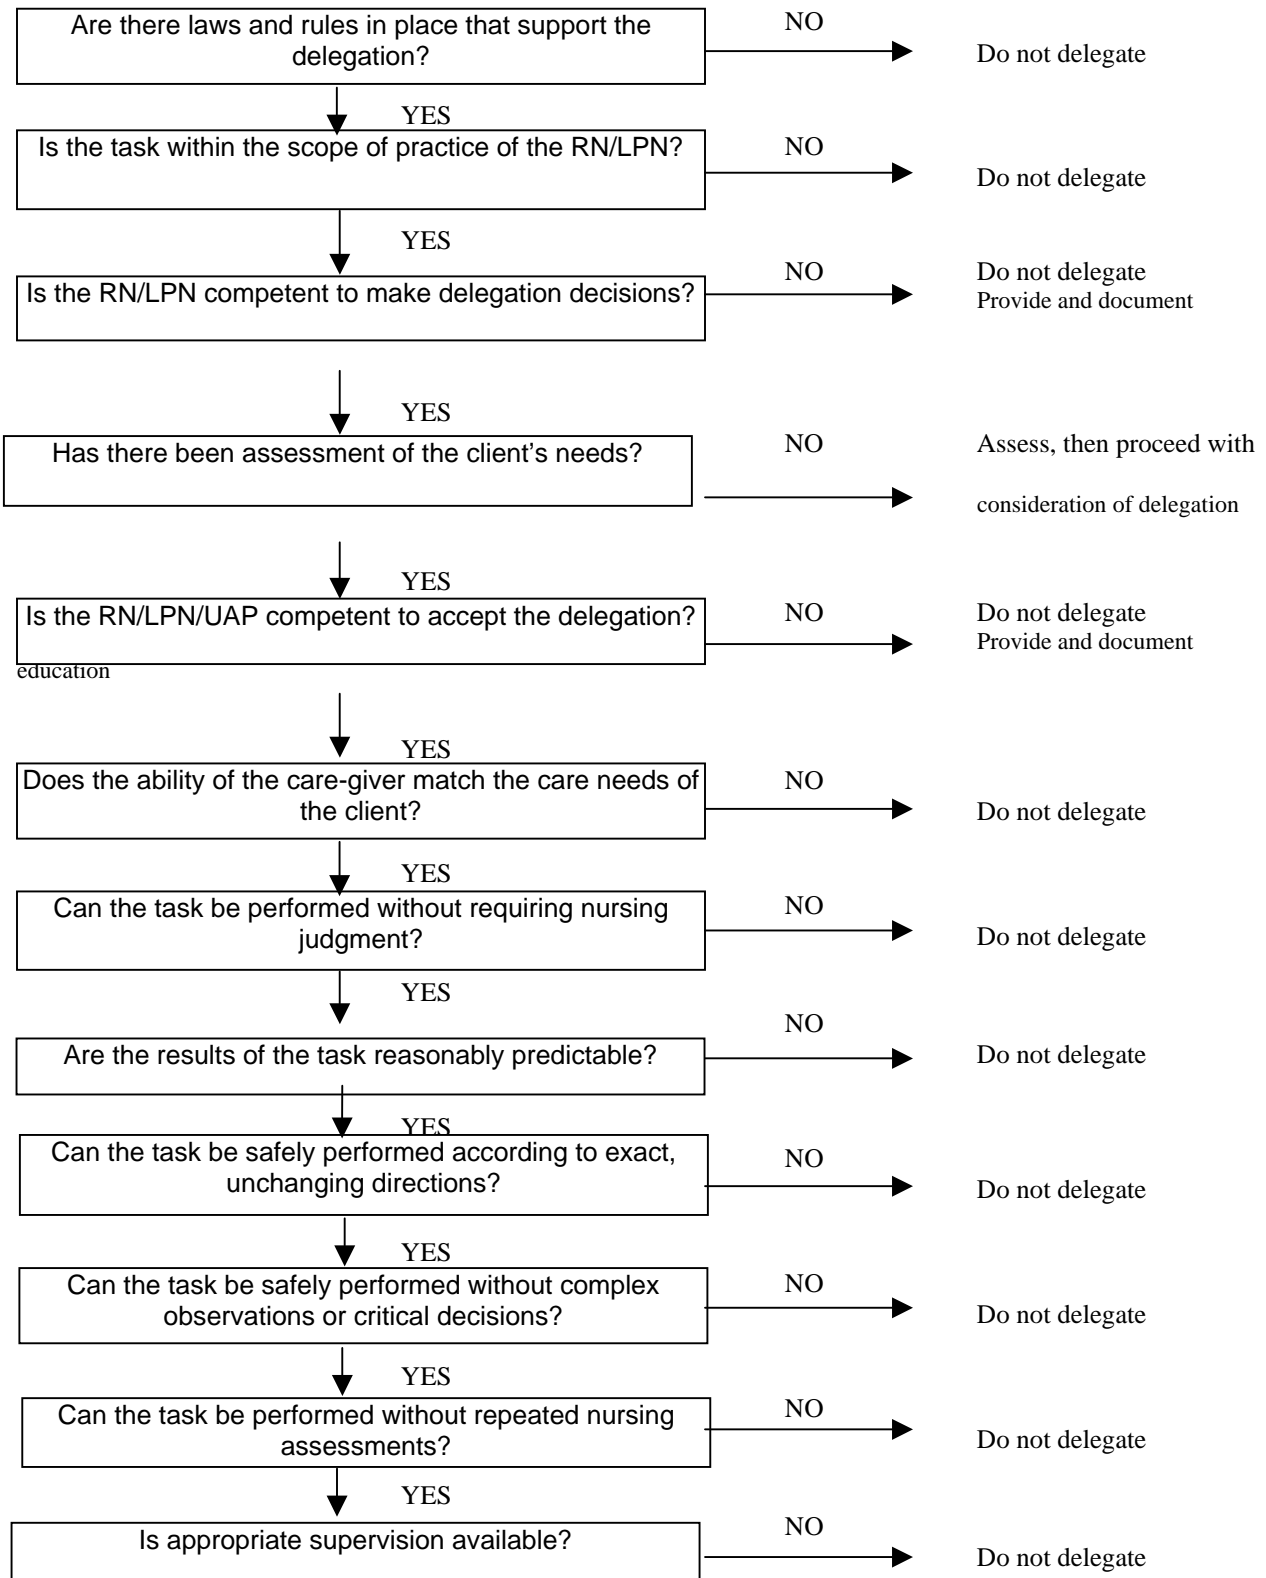 Are there laws and rules in place that support the
delegation?
NO
Do not delegate
YES
Is the task within the scope of practice of the RN/LPN?
NO
Do not delegate
YES
Is the RN/LPN competent to make delegation decisions?
NO
Do not delegate
Provide and document
YES
Has there been assessment of the client’s needs?
NO
Assess, then proceed with
consideration of delegation
YES
Is the RN/LPN/UAP competent to accept the delegation?
NO
Do not delegate
Provide and document
education
YES
Does the ability of the care-giver match the care needs of
the client?
NO
Do not delegate
YES
Can the task be performed without requiring nursing
judgment?
NO
Do not delegate
YES
Are the results of the task reasonably predictable?
NO
Do not delegate
YES
Can the task be safely performed according to exact,
unchanging directions?
NO
Do not delegate
YES
Can the task be safely performed without complex
observations or critical decisions?
NO
Do not delegate
YES
Can the task be performed without repeated nursing
assessments?
NO
Do not delegate
YES
Is appropriate supervision available?
NO
Do not delegate